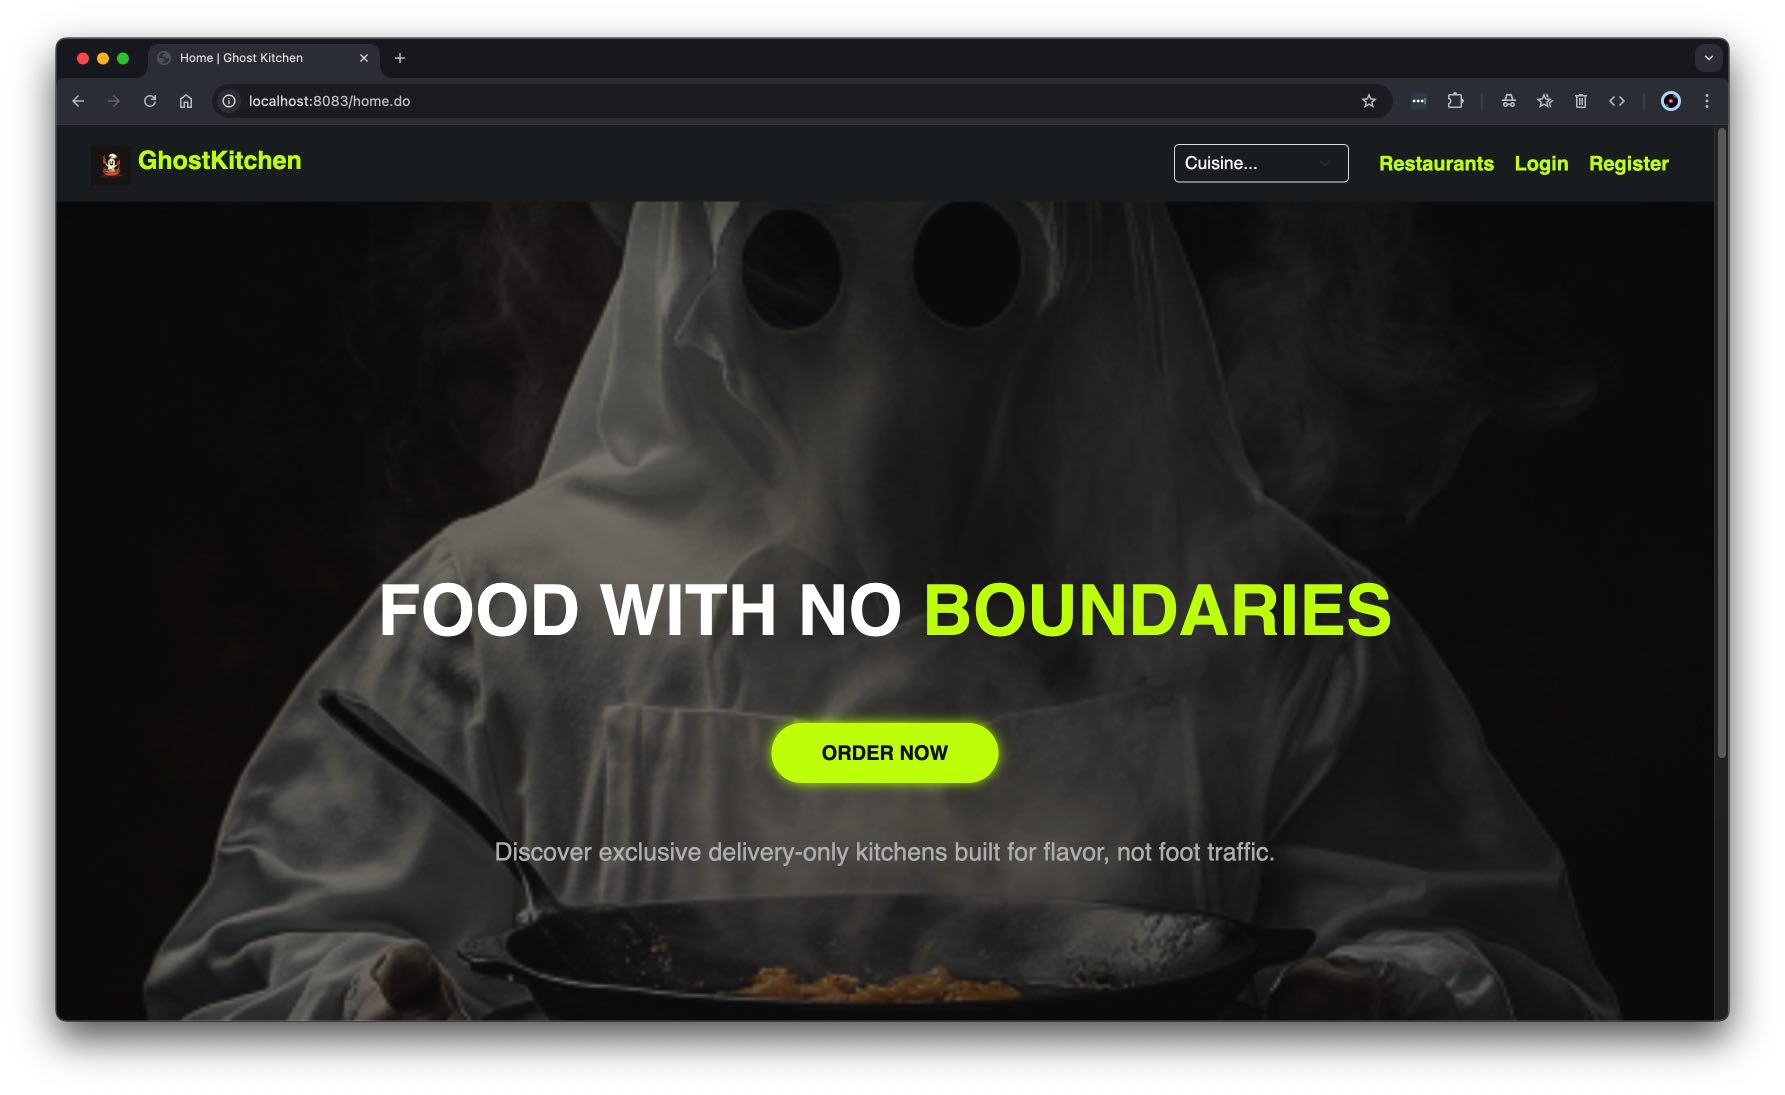 Home | Ghost Kitchen
localhost:8083/home.do
GhostKitchen
Cuisine...
Restaurants
Login
Register
FOOD WITH NO BOUNDARIES
ORDER NOW
Discover exclusive delivery-only kitchens built for flavor, not foot traffic.